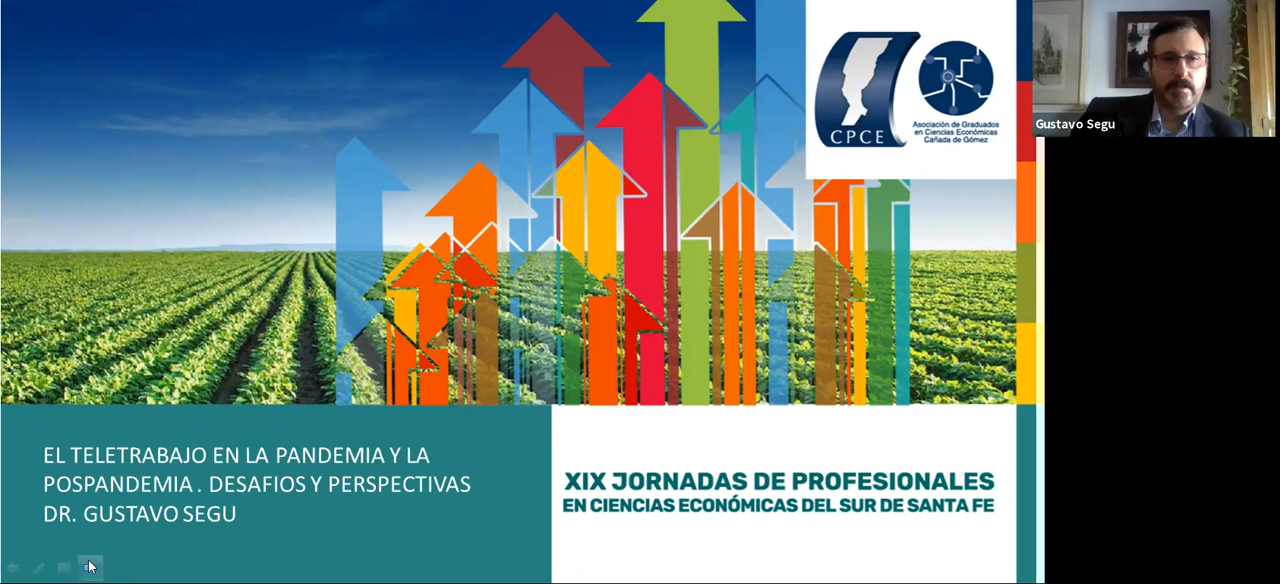 CPCE
Asociación de Graduados
en Ciencias Económicas
Cañada de Gómez
Gustavo Segu
EL TELETRABAJO EN LA PANDEMIA Y LA
POSPANDEMIA . DESAFIOS Y PERSPECTIVAS
DR. GUSTAVO SEGU
XIX JORNADAS DE PROFESIONALES
EN CIENCIAS ECONÓMICAS DEL SUR DE SANTA FE